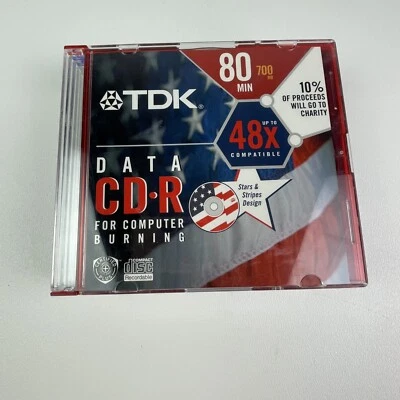 TDK®
80
MIN
700
MB
10%
OF PROCEEDS
WILL GO TO
CHARITY
UP TO
48x
COMPATIBLE
DATA
CD-R
FOR COMPUTER
BURNING
Stars &
Stripes
Design
COMPACT
disc
Recordable